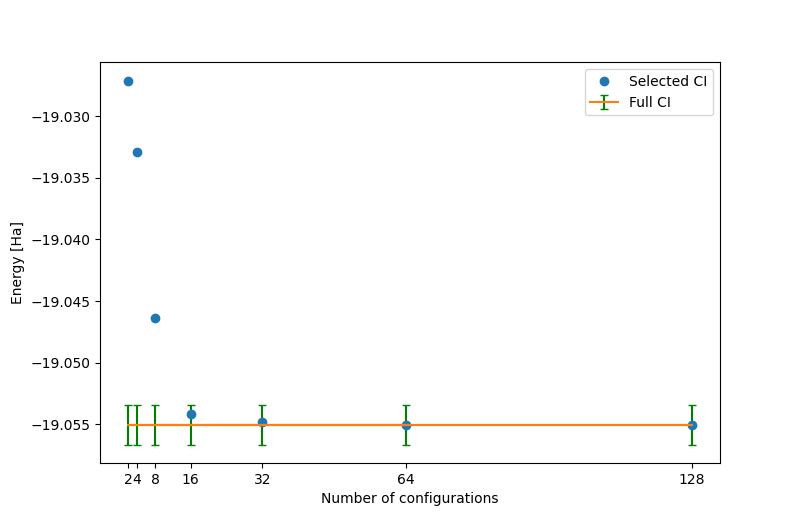 Selected CI
Full CI
Energy [Ha]
−19.030
−19.035
−19.040
−19.045
−19.050
−19.055
2 4 8 16 32 64 128
Number of configurations